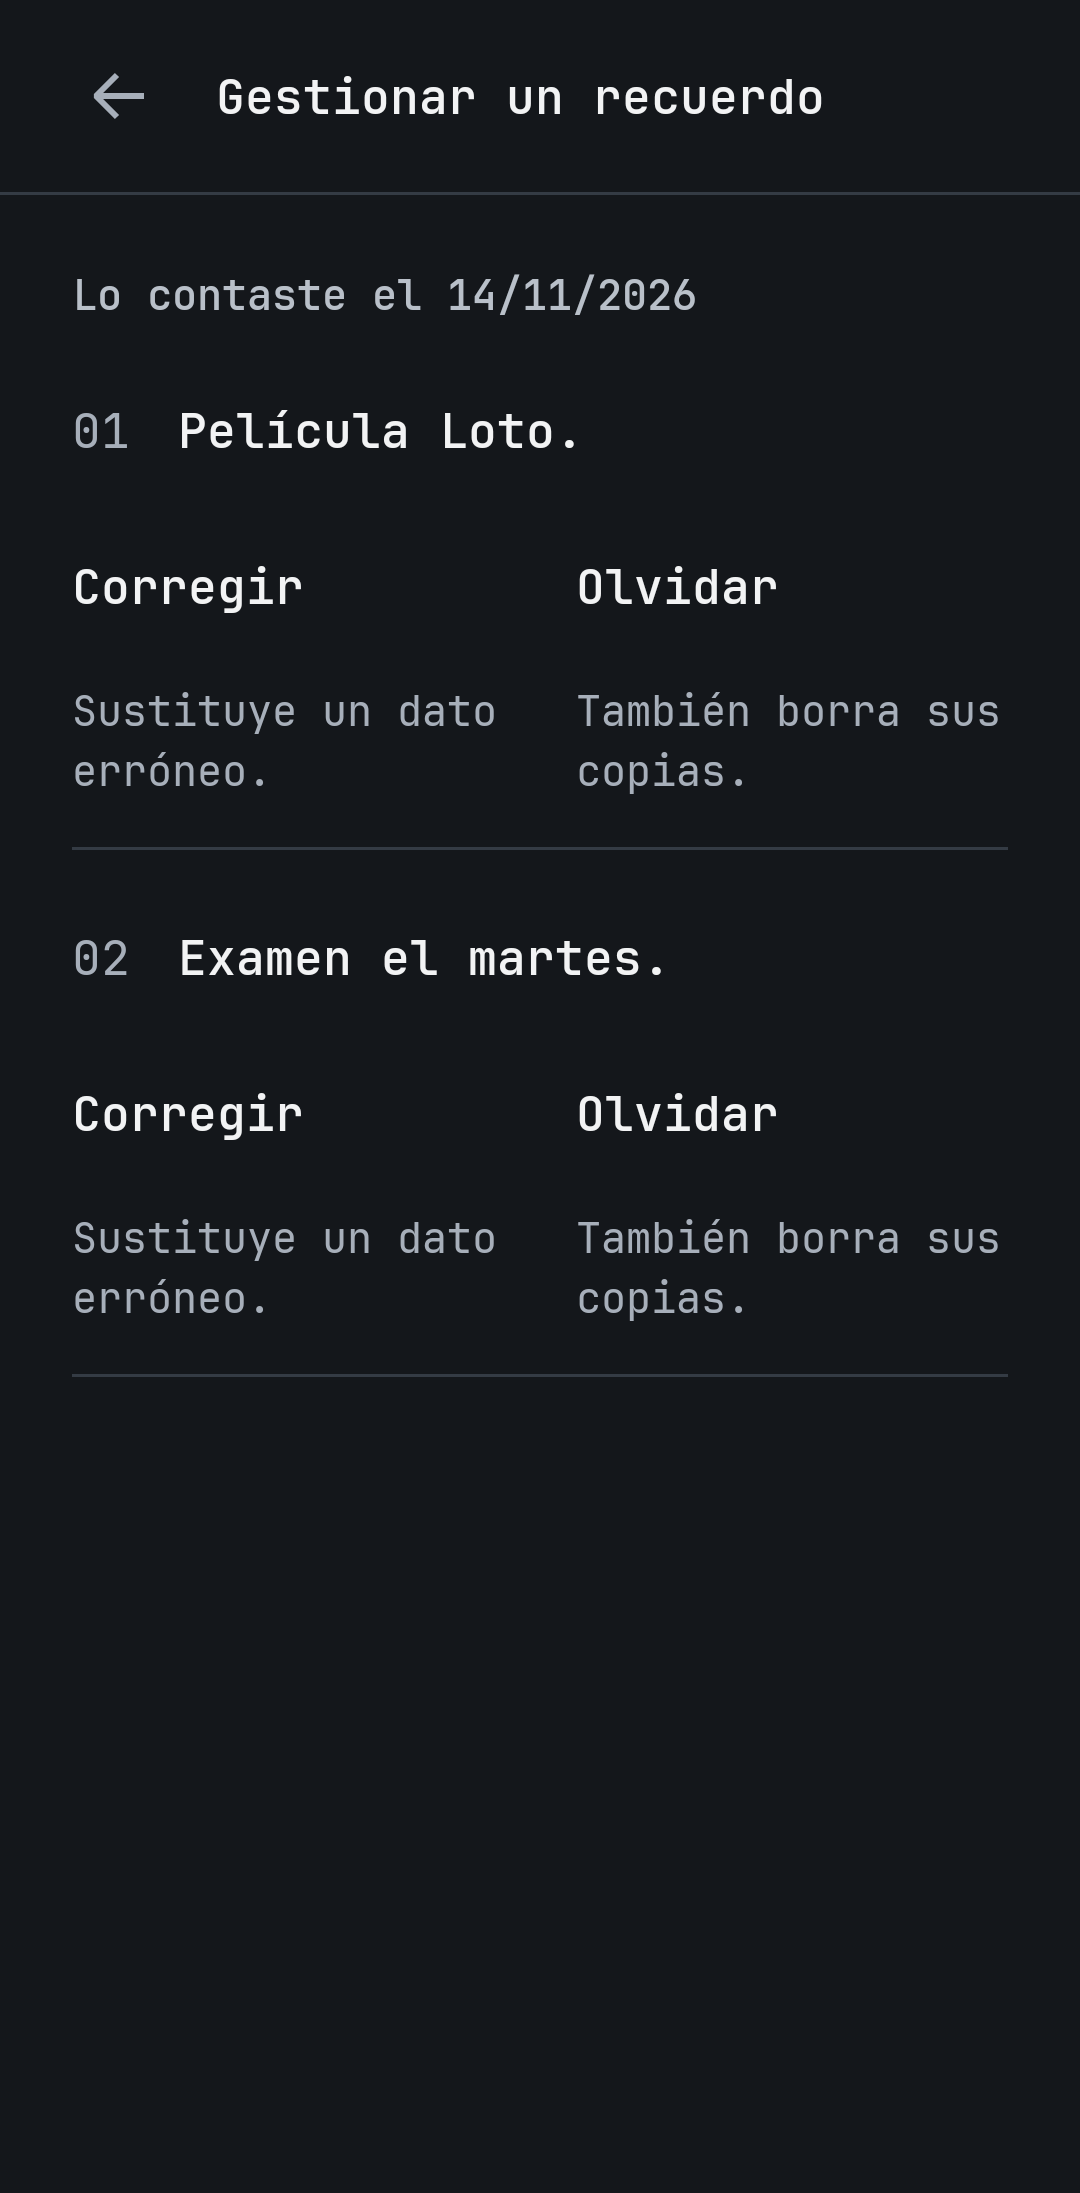 Gestionar un recuerdo
Lo contaste el 14/11/2026
01 Película Loto.
Corregir Olvidar
Sustituye un dato También borra sus
erróneo. copias.
02 Examen el martes.
Corregir Olvidar
Sustituye un dato También borra sus
erróneo. copias.